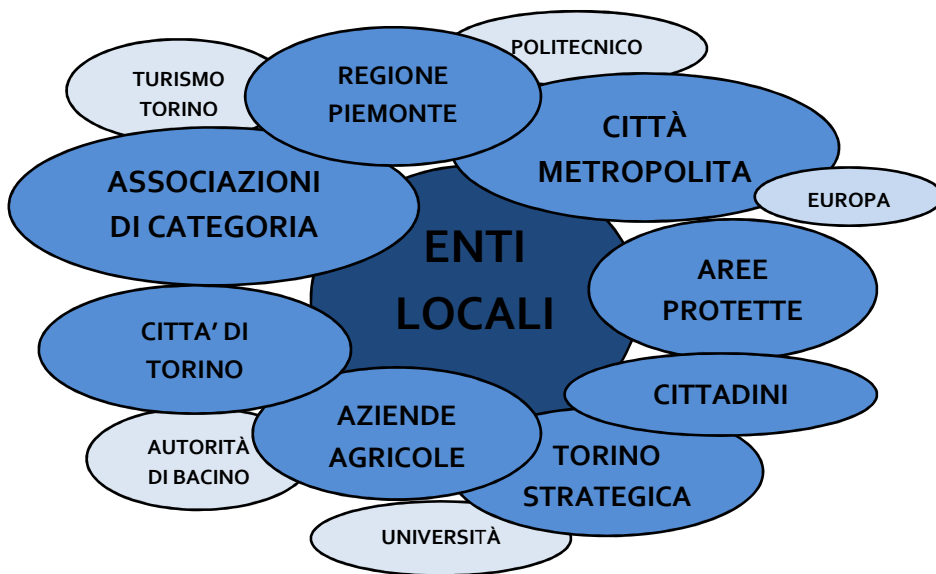 POLITECNICO
TURISMO
TORINO
REGIONE
PIEMONTE
CITTÀ
METROPOLITA
ASSOCIAZIONI
DI CATEGORIA
EUROPA
ENTI
LOCALI
AREE
PROTETTE
CITTA’ DI
TORINO
CITTADINI
AZIENDE
AGRICOLE
TORINO
STRATEGICA
AUTORITÀ
DI BACINO
UNIVERSITÀ